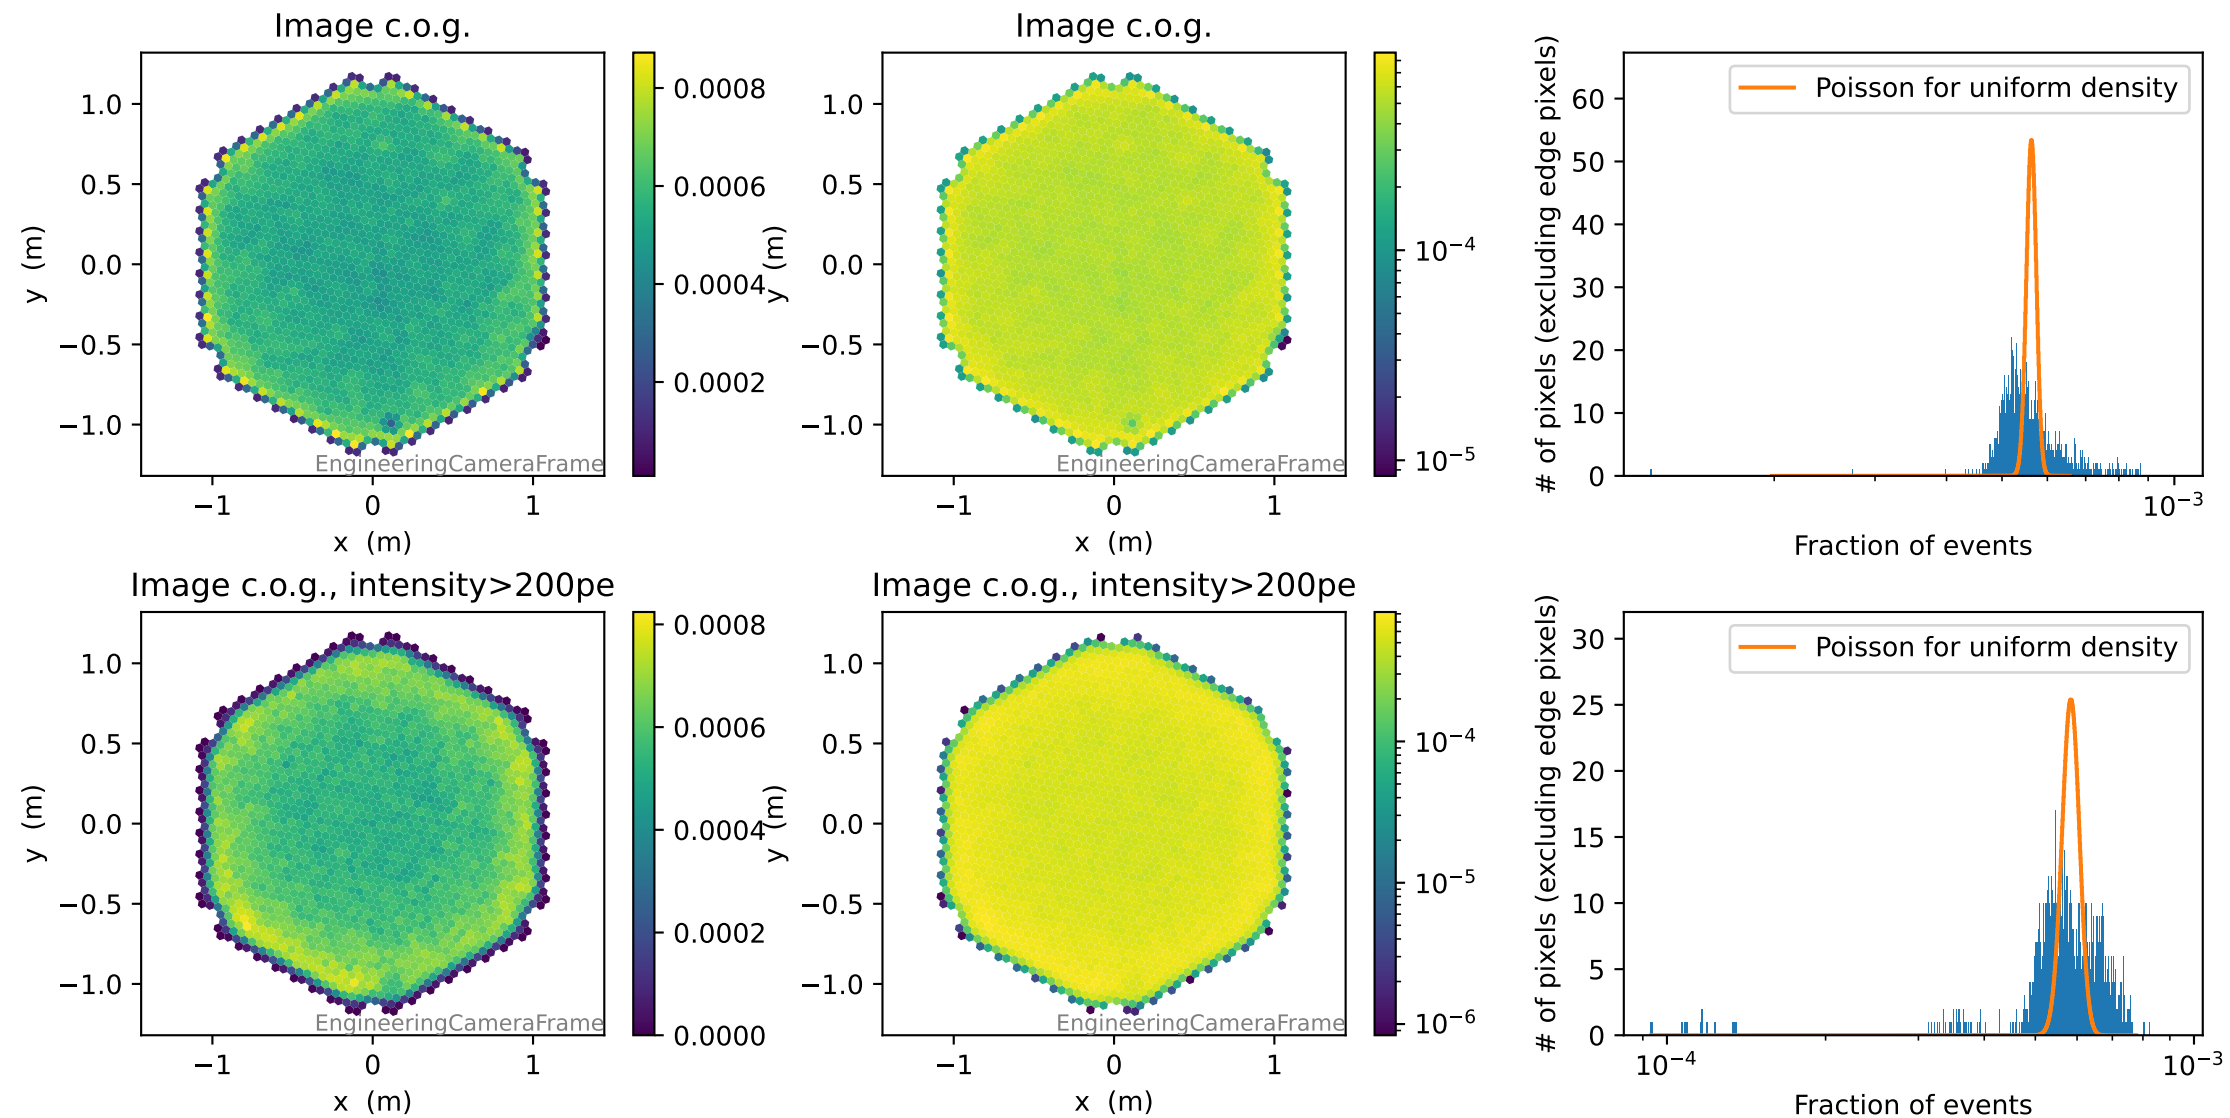 Image c.o.g.
1.0
0.5
0.0
−0.5
−1.0
y (m)
−1
0
1
x (m)
EngineeringCameraFrame
0.0008
0.0006
0.0004
0.0002
Image c.o.g.
1.0
0.5
0.0
−0.5
−1.0
y (m)
−1
0
1
x (m)
EngineeringCameraFrame
10⁻⁴
10⁻⁵
# of pixels (excluding edge pixels)
60
50
40
30
20
10
0
Poisson for uniform density
10⁻³
Fraction of events
Image c.o.g., intensity>200pe
1.0
0.5
0.0
−0.5
−1.0
y (m)
−1
0
1
x (m)
EngineeringCameraFrame
0.0008
0.0006
0.0004
0.0002
0.0000
Image c.o.g., intensity>200pe
1.0
0.5
0.0
−0.5
−1.0
y (m)
−1
0
1
x (m)
EngineeringCameraFrame
10⁻⁴
10⁻⁵
10⁻⁶
# of pixels (excluding edge pixels)
30
25
20
15
10
5
0
Poisson for uniform density
10⁻⁴
10⁻³
Fraction of events